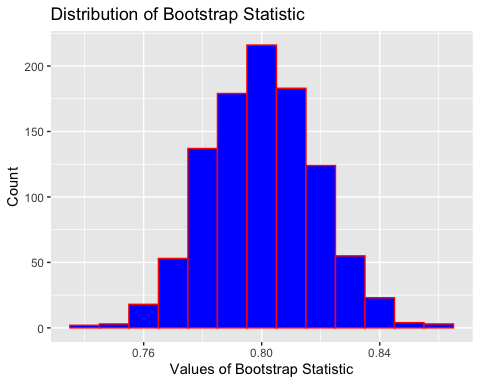 Distribution of Bootstrap Statistic
200
150
100
50
0
Count
0.76 0.80 0.84
Values of Bootstrap Statistic